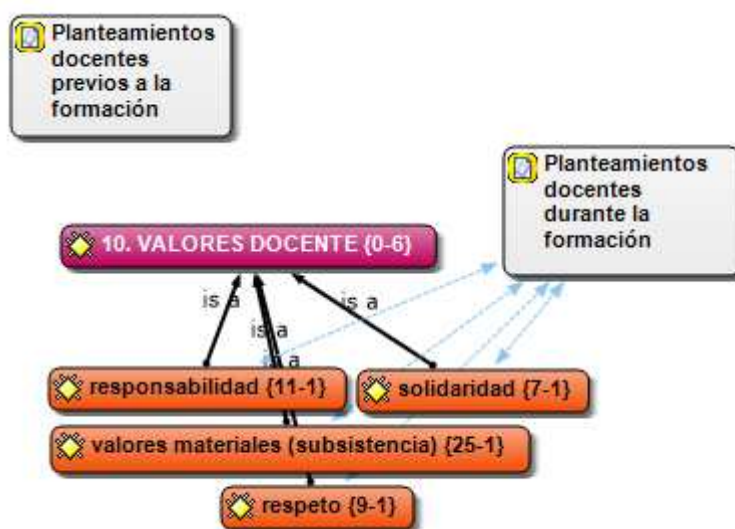 Planteamientos
docentes
previos a la
formación
Planteamientos
docentes
durante la
formación
10. VALORES DOCENTE {0-6}
is a
is a
is a
is a
responsabilidad {11-1}
solidaridad {7-1}
valores materiales (subsistencia) {25-1}
respeto {9-1}